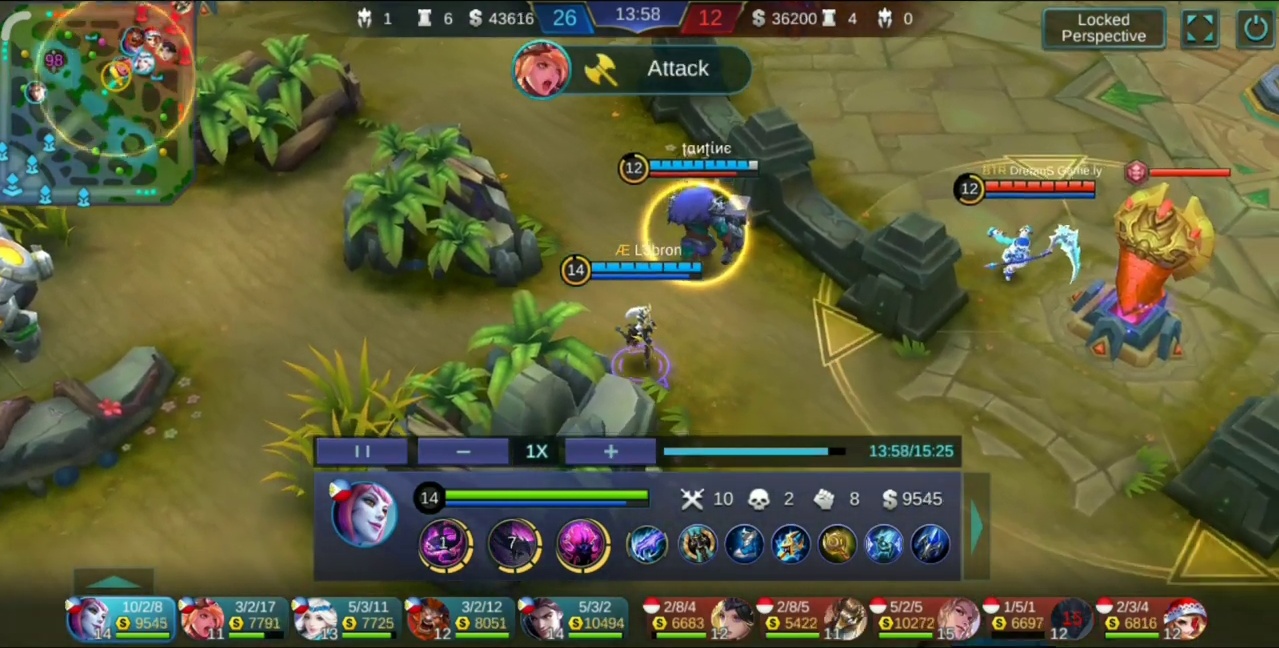 1 6 $ 43616 26 13:58 12 $ 36200 4 0
Locked
Perspective
98
Attack
ţąυţίиє
12
BTR DreamS Game.ly
12
Æ L3bron
14
II − 1X + 13:58/15:25
14 10 2 8 $ 9545
1 7
10/2/8 3/2/17 5/3/11 3/2/12 5/3/2 2/8/4 2/8/5 5/2/5 1/5/1 2/3/4
$ 9545 $ 7791 $ 7725 $ 8051 $ 10494 $ 6683 $ 5422 $ 10272 $ 6697 15 $ 6816
14 11 13 12 14 12 11 15 12 12